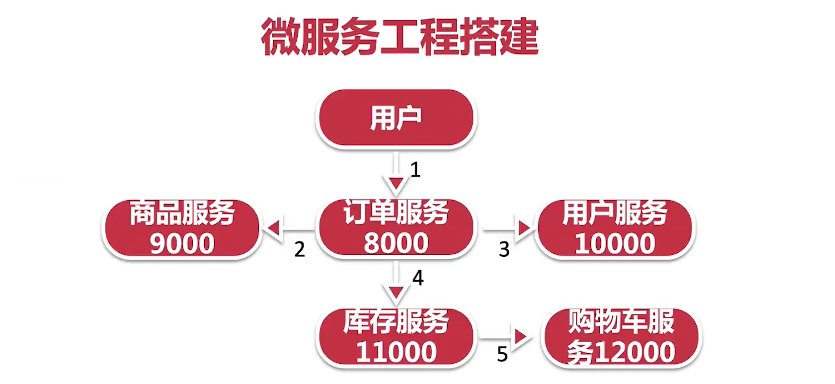 微服务工程搭建
用户
1
商品服务
9000
2
订单服务
8000
3
用户服务
10000
4
库存服务
11000
5
购物车服
务12000